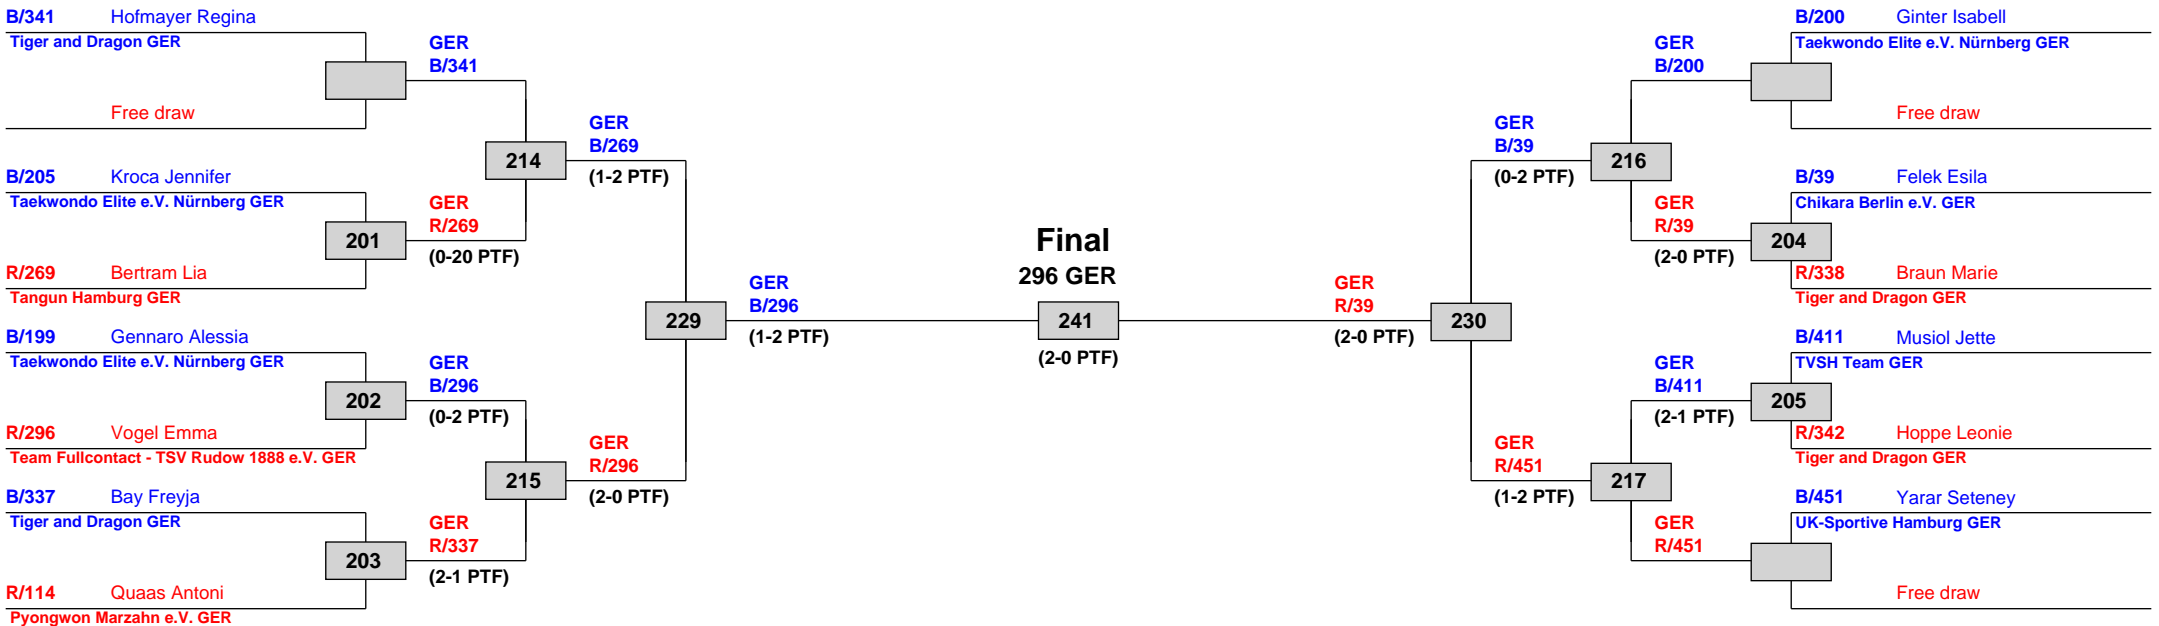 B/341 Hofmayer Regina
Tiger and Dragon GER
Free draw
B/205 Kroca Jennifer
Taekwondo Elite e.V. Nürnberg GER
R/269 Bertram Lia
Tangun Hamburg GER
B/199 Gennaro Alessia
Taekwondo Elite e.V. Nürnberg GER
R/296 Vogel Emma
Team Fullcontact - TSV Rudow 1888 e.V. GER
B/337 Bay Freyja
Tiger and Dragon GER
R/114 Quaas Antoni
Pyongwon Marzahn e.V. GER
201
202
203
GER
B/341
GER
R/269
(0-20 PTF)
GER
B/296
(0-2 PTF)
GER
R/337
(2-1 PTF)
214
215
GER
B/269
(1-2 PTF)
GER
R/296
(2-0 PTF)
229
GER
B/296
(1-2 PTF)
Final
296 GER
241
(2-0 PTF)
GER
R/39
(2-0 PTF)
230
GER
B/39
(0-2 PTF)
GER
R/451
(1-2 PTF)
216
217
GER
B/200
GER
R/39
(2-0 PTF)
GER
B/411
(2-1 PTF)
GER
R/451
204
205
B/200 Ginter Isabell
Taekwondo Elite e.V. Nürnberg GER
Free draw
B/39 Felek Esila
Chikara Berlin e.V. GER
R/338 Braun Marie
Tiger and Dragon GER
B/411 Musiol Jette
TVSH Team GER
R/342 Hoppe Leonie
Tiger and Dragon GER
B/451 Yarar Seteney
UK-Sportive Hamburg GER
Free draw